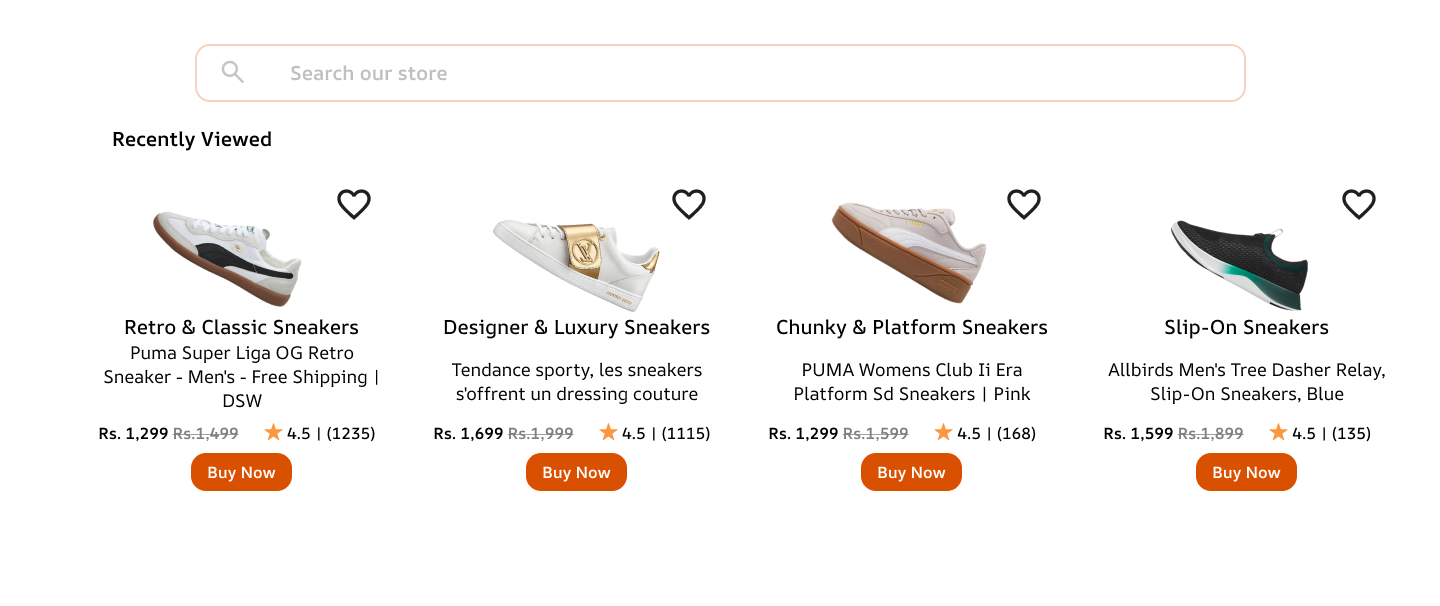 Search our store
Recently Viewed
Retro & Classic Sneakers
Puma Super Liga OG Retro
Sneaker - Men's - Free Shipping |
DSW
Rs. 1,299 Rs.1,499 4.5 | (1235)
Buy Now
Designer & Luxury Sneakers
Tendance sporty, les sneakers
s'offrent un dressing couture
Rs. 1,699 Rs.1,999 4.5 | (1115)
Buy Now
Chunky & Platform Sneakers
PUMA Womens Club Ii Era
Platform Sd Sneakers | Pink
Rs. 1,299 Rs.1,599 4.5 | (168)
Buy Now
Slip-On Sneakers
Allbirds Men's Tree Dasher Relay,
Slip-On Sneakers, Blue
Rs. 1,599 Rs.1,899 4.5 | (135)
Buy Now